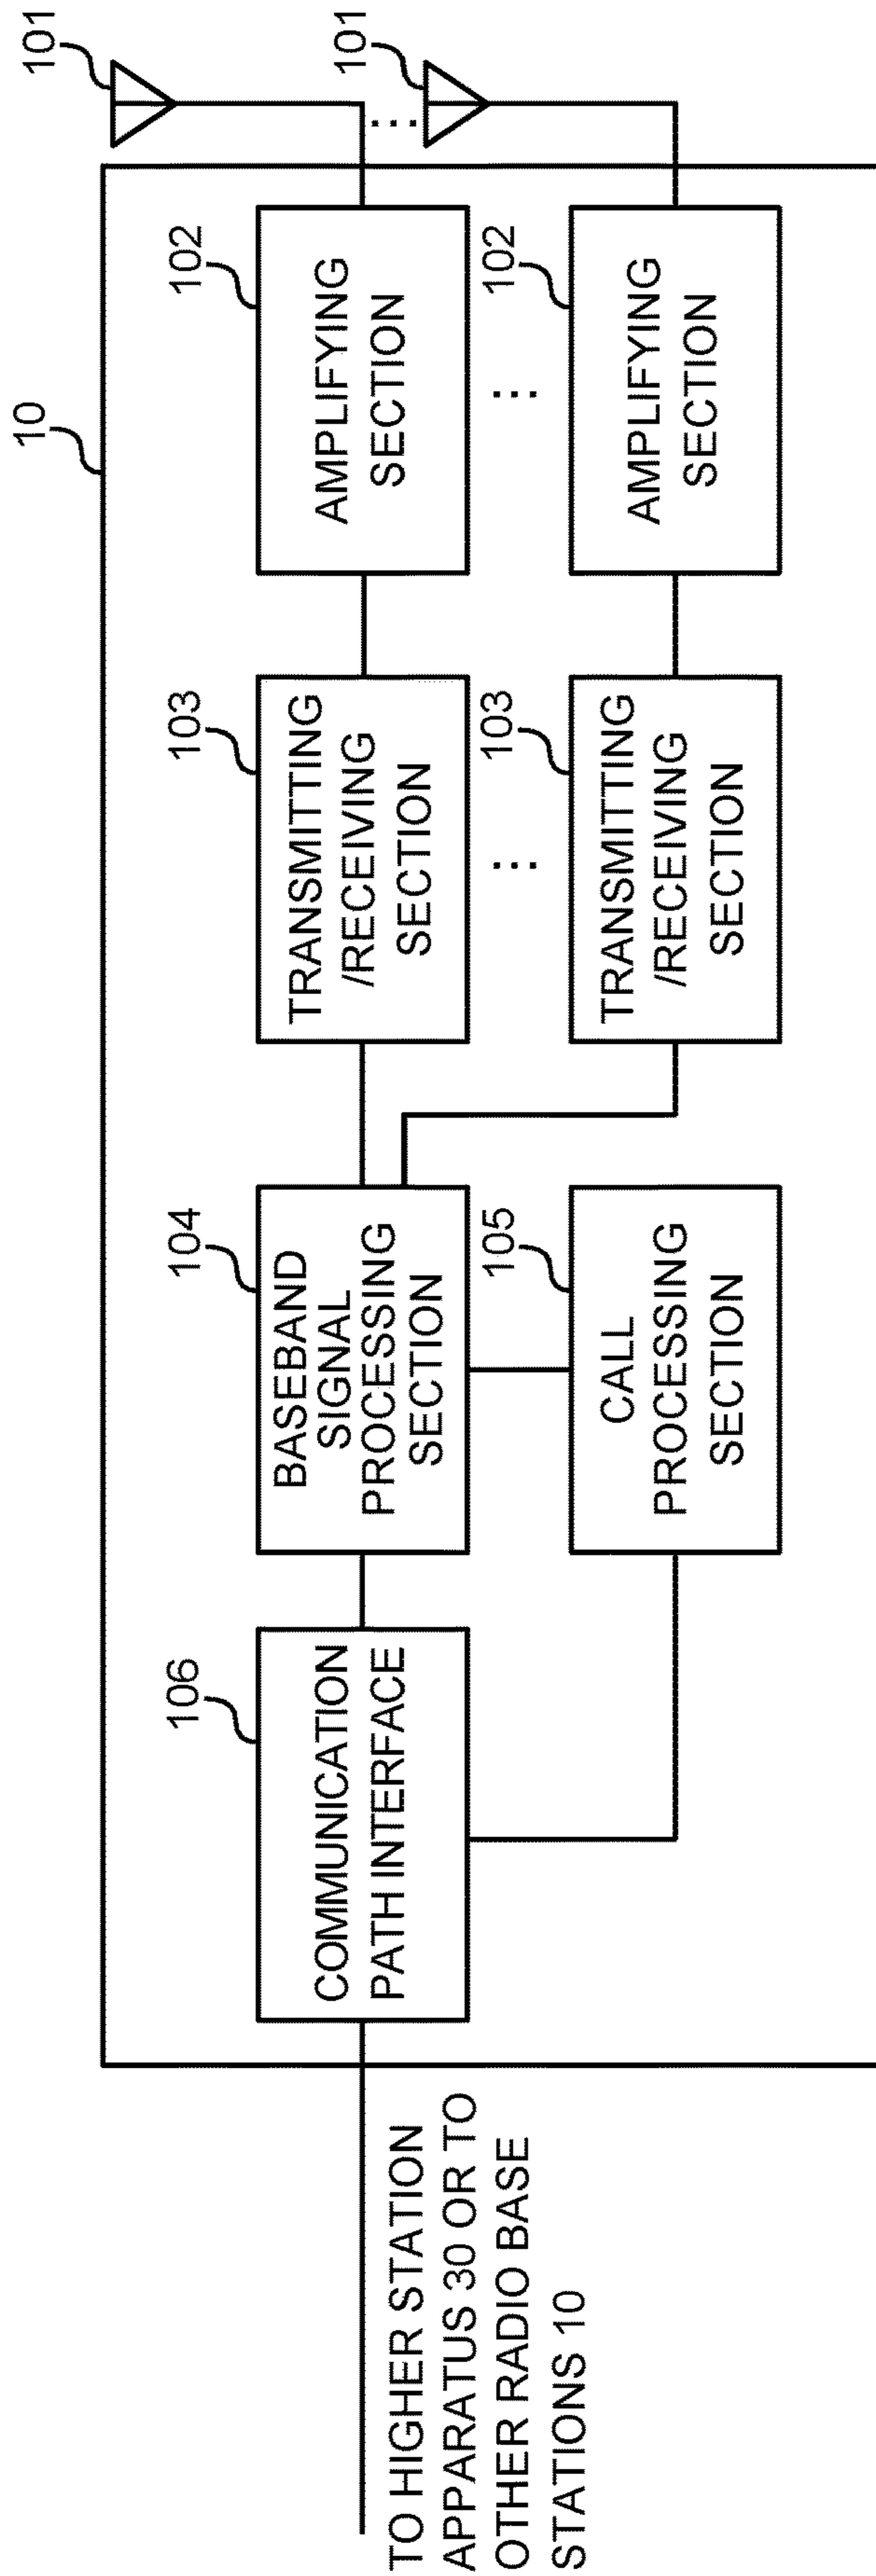 10
101
101
106
COMMUNICATION
PATH INTERFACE
104
BASEBAND
SIGNAL
PROCESSING
SECTION
103
TRANSMITTING
/RECEIVING
SECTION
102
AMPLIFYING
SECTION
...
...
...
105
CALL
PROCESSING
SECTION
103
TRANSMITTING
/RECEIVING
SECTION
102
AMPLIFYING
SECTION
TO HIGHER STATION
APPARATUS 30 OR TO
OTHER RADIO BASE
STATIONS 10